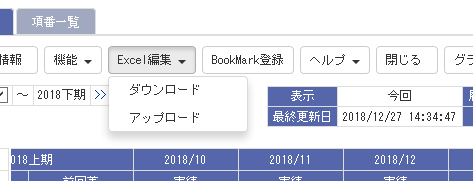 項番一覧
情報 機能 Excel編集 BookMark登録 ヘルプ 閉じる グラ
～ 2018下期 >>
ダウンロード
アップロード
表示 今回
最終更新日 2018/12/27 14:34:47
018上期 2018/10 2018/11 2018/12
前回差 実績 実績 実績